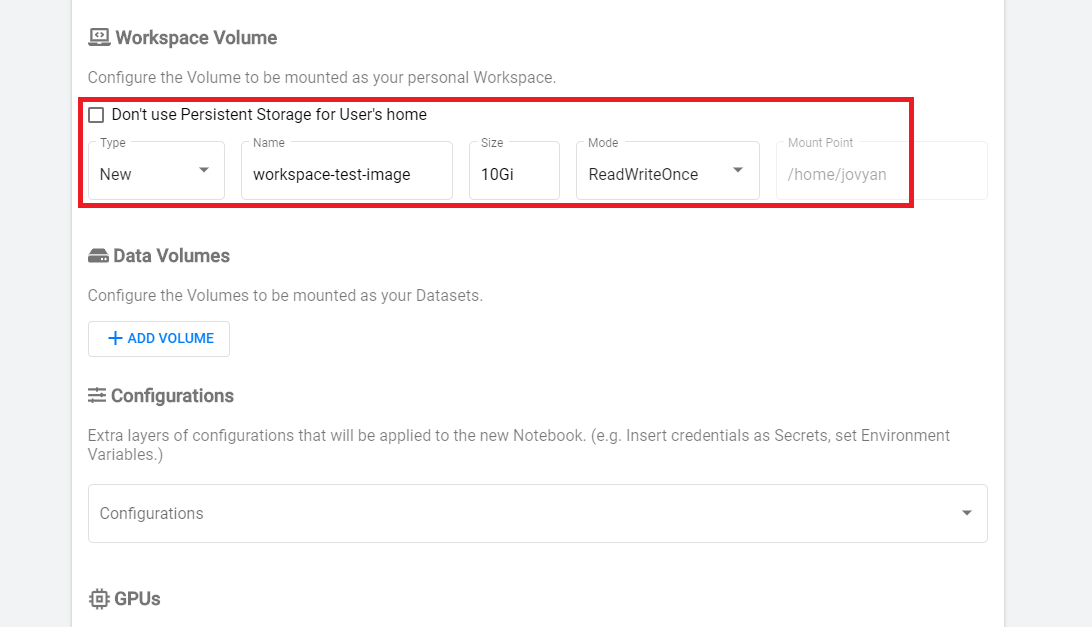 Workspace Volume
Configure the Volume to be mounted as your personal Workspace.
Don't use Persistent Storage for User's home
Type Name Size Mode Mount Point
New workspace-test-image 10Gi ReadWriteOnce /home/jovyan
Data Volumes
Configure the Volumes to be mounted as your Datasets.
ADD VOLUME
Configurations
Extra layers of configurations that will be applied to the new Notebook. (e.g. Insert credentials as Secrets, set Environment
Variables.)
Configurations
GPUs